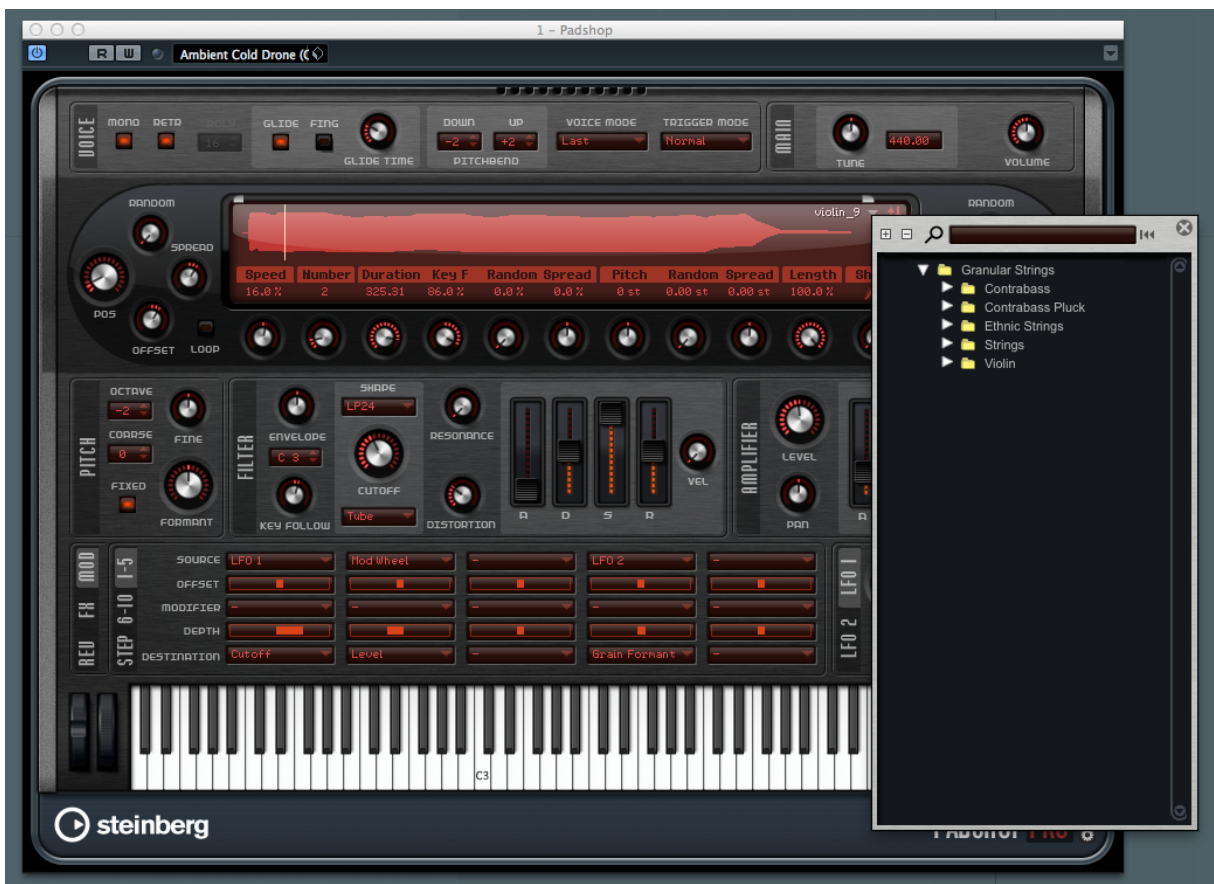 1 - Padshop
R W Ambient Cold Drone (C
VOICE MONO RETR POLY 16 GLIDE FING GLIDE TIME DOWN UP -2 +2 PITCHBEND VOICE MODE Last TRIGGER MODE Normal MAIN TUNE 440.00 VOLUME
RANDOM SPREAD POS OFFSET LOOP
violin_9
RANDOM
Speed Number Duration Key F Random Spread Pitch Random Spread Length Sh
16.0 % 2 325.31 86.0 % 0.0 % 0.0 % 0 st 0.00 st 0.00 st 100.0 %
Granular Strings
Contrabass
Contrabass Pluck
Ethnic Strings
Strings
Violin
PITCH OCTAVE -2 COARSE 0 FINE FIXED FORMANT
FILTER ENVELOPE C 3 KEY FOLLOW SHAPE LP24 CUTOFF Tube RESONANCE DISTORTION A D S R VEL
AMPLIFIER LEVEL PAN A
MOD FX REV
1-5 6-10 STEP
SOURCE LFO 1 Mod Wheel - LFO 2 -
OFFSET
MODIFIER - - - - -
DEPTH
DESTINATION Cutoff Level - Grain Formant -
LFO 1 LFO 2
C3
steinberg
PADSHOP PRO